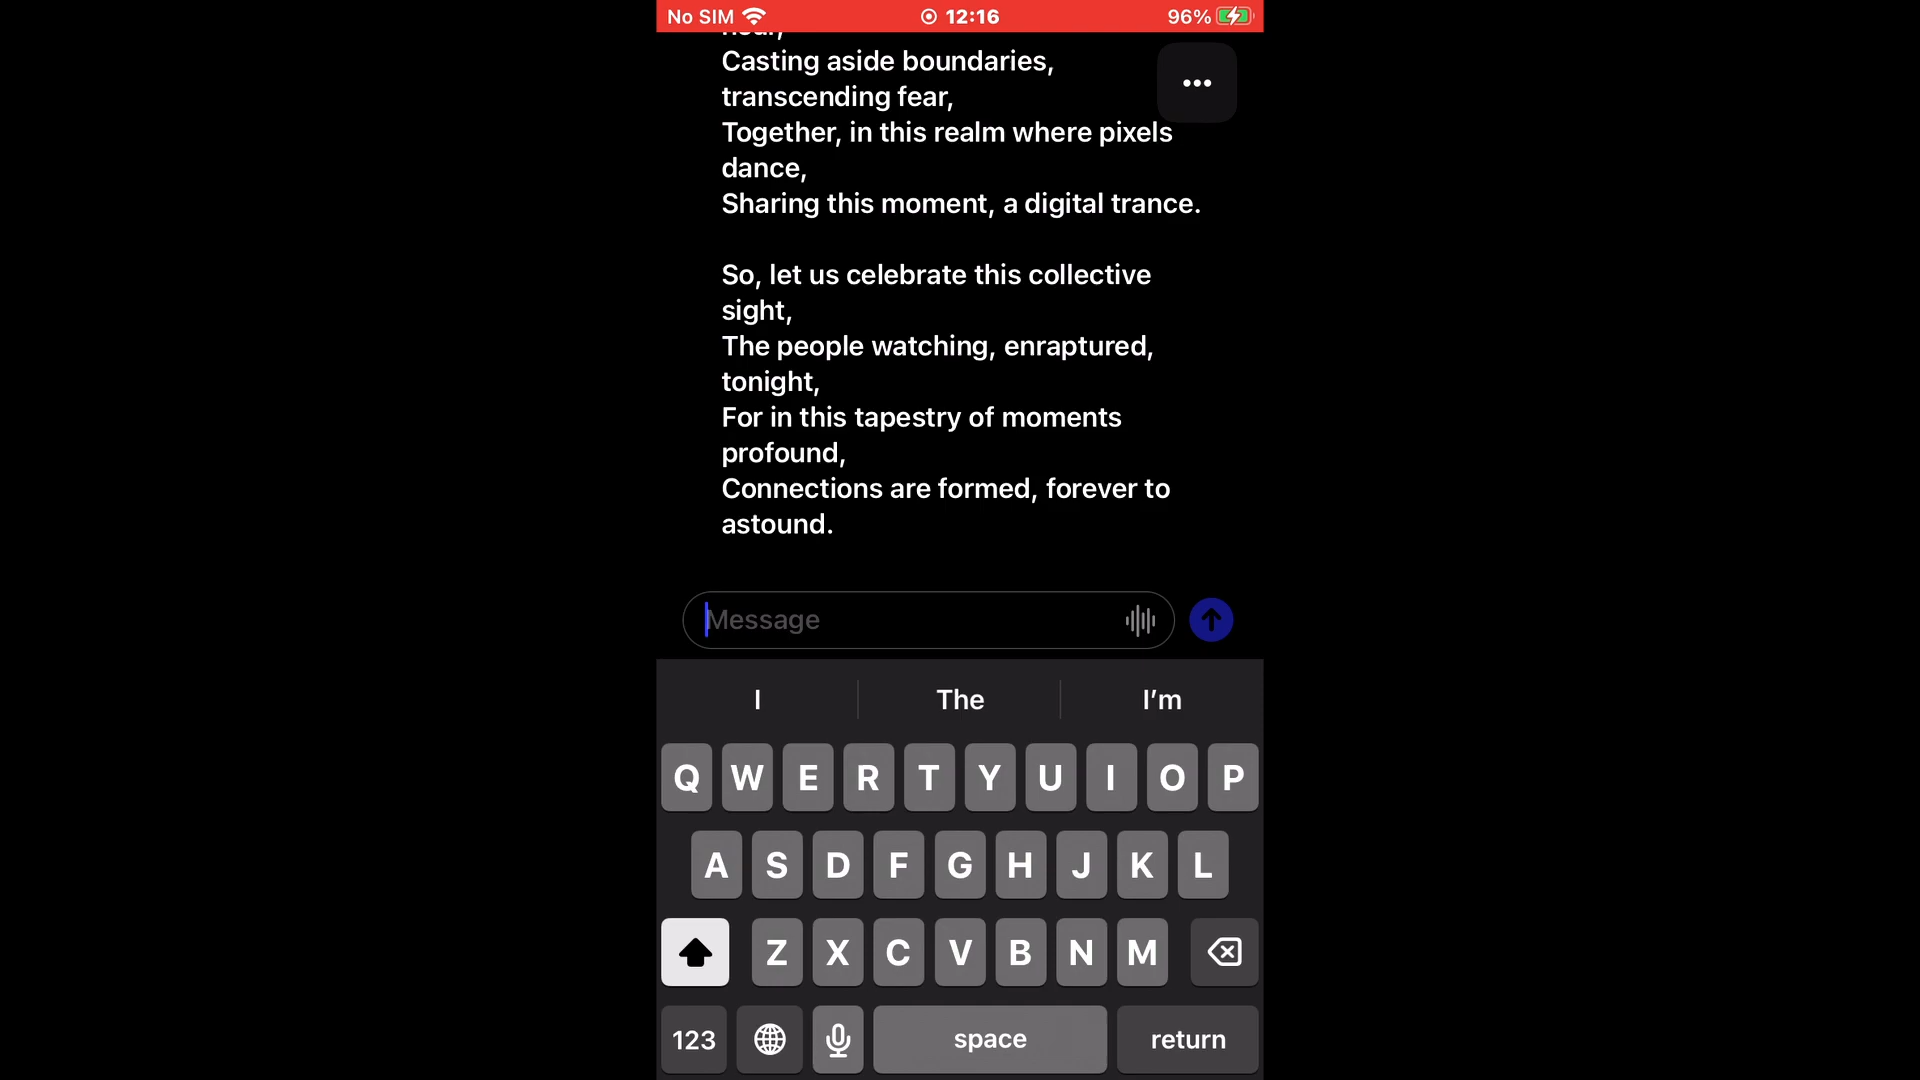 No SIM 12:16 96%
Casting aside boundaries,
transcending fear,
Together, in this realm where pixels
dance,
Sharing this moment, a digital trance.
So, let us celebrate this collective
sight,
The people watching, enraptured,
tonight,
For in this tapestry of moments
profound,
Connections are formed, forever to
astound.
Message
I The I’m
Q W E R T Y U I O P
A S D F G H J K L
Z X C V B N M
123 space return